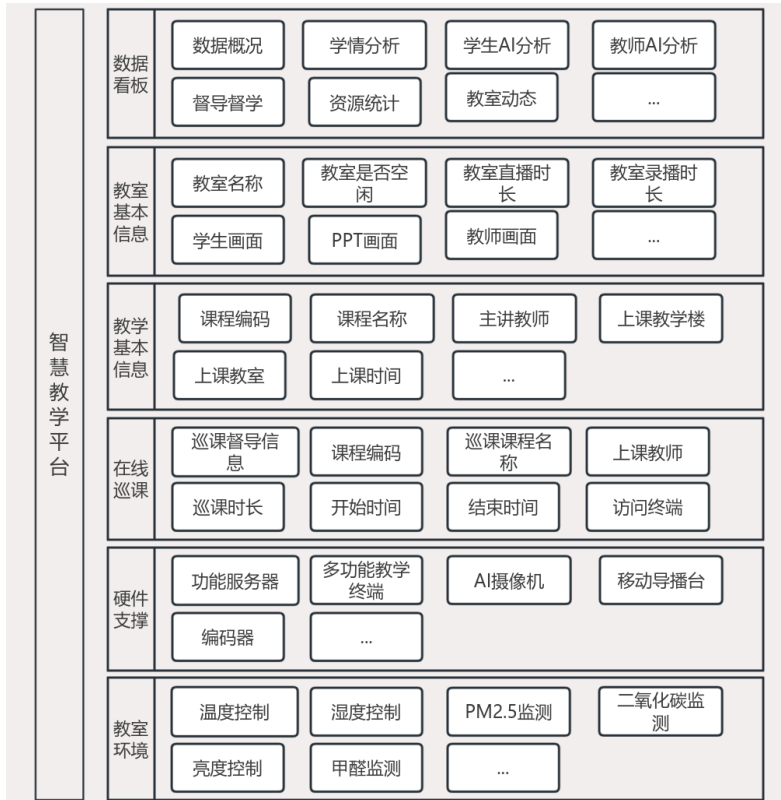 智慧教学平台
数据
看板
数据概况
学情分析
学生AI分析
教师AI分析
督导督学
资源统计
教室动态
...
教室
基本
信息
教室名称
教室是否空
闲
教室直播时
长
教室录播时
长
学生画面
PPT画面
教师画面
...
教学
基本
信息
课程编码
课程名称
主讲教师
上课教学楼
上课教室
上课时间
...
在线
巡课
巡课督导信
息
课程编码
巡课课程名
称
上课教师
巡课时长
开始时间
结束时间
访问终端
硬件
支撑
功能服务器
多功能教学
终端
AI摄像机
移动导播台
编码器
...
教室
环境
温度控制
湿度控制
PM2.5监测
二氧化碳监
测
亮度控制
甲醛监测
...